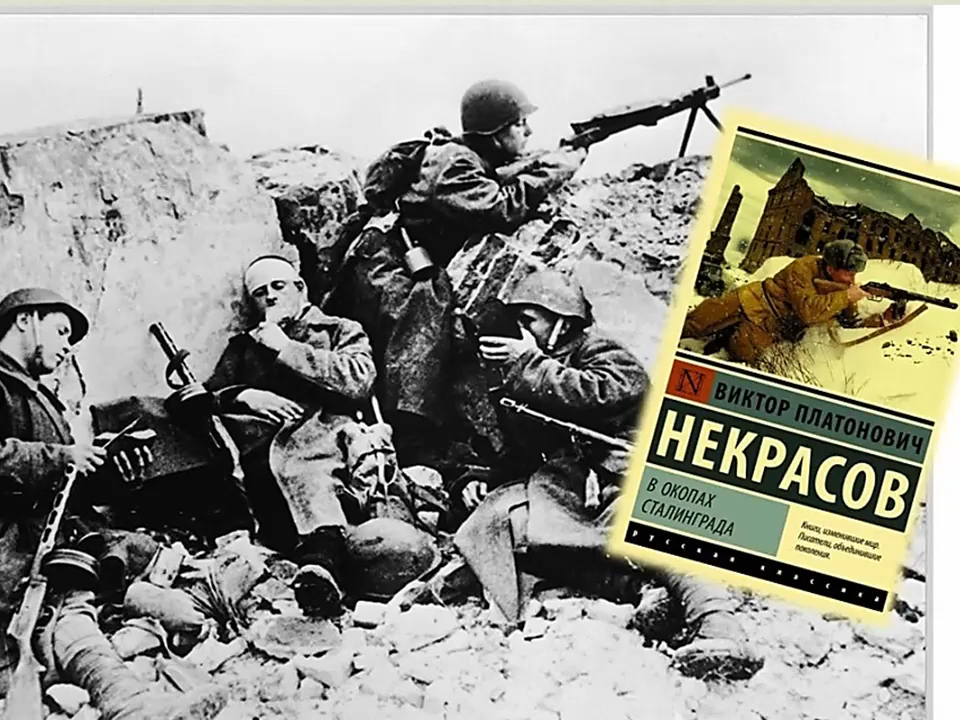 N ВИКТОР ПЛАТОНОВИЧ
НЕКРАСОВ
В ОКОПАХ
СТАЛИНГРАДА
Книги, изменившие мир.
Писатели, объединившие
поколения.
русская классика